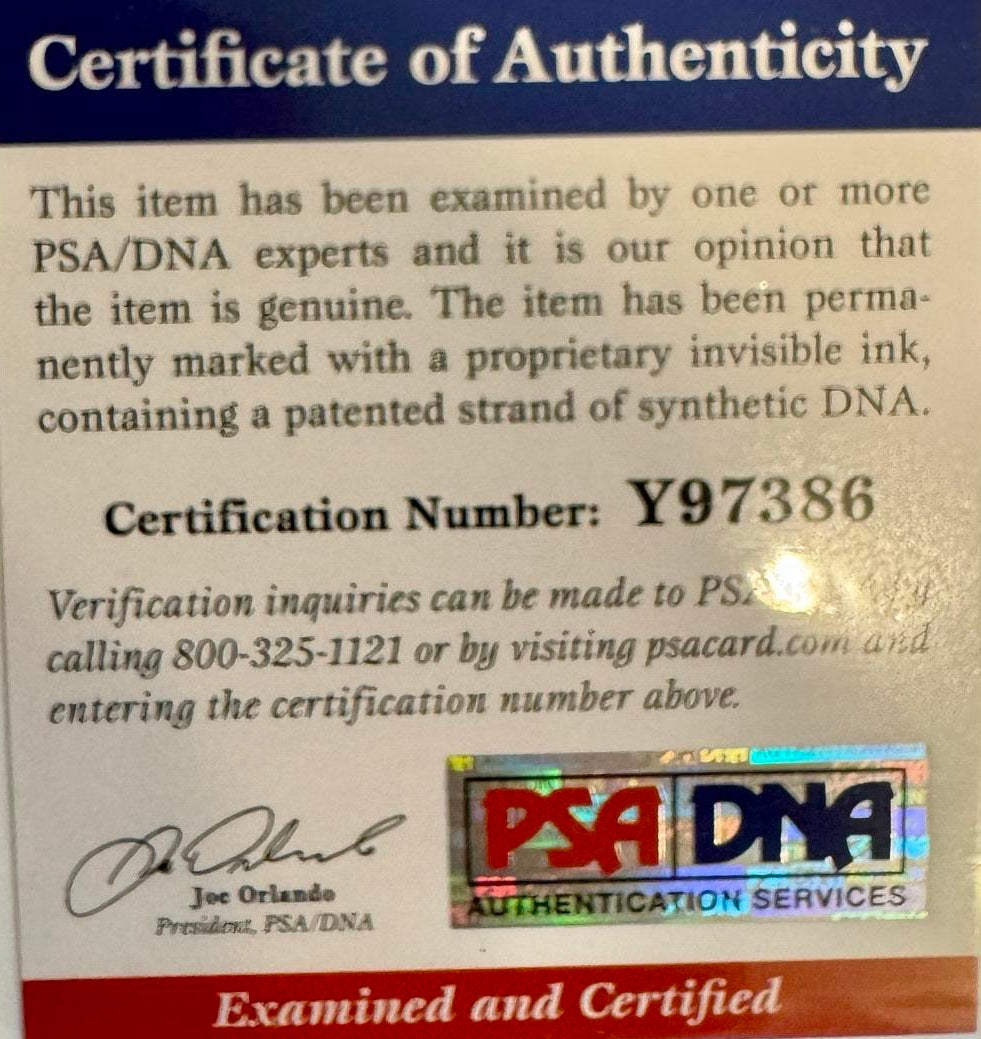 Certificate of Authenticity
This item has been examined by one or more
PSA/DNA experts and it is our opinion that
the item is genuine. The item has been perma-
nently marked with a proprietary invisible ink,
containing a patented strand of synthetic DNA.
Certification Number: Y97386
Verification inquiries can be made to
calling 800-325-1121 or by visiting psacard.com and
entering the certification number above.
Joe Orlando
President, PSA/DNA
PSA DNA
AUTHENTICATION SERVICES
Examined and Certified